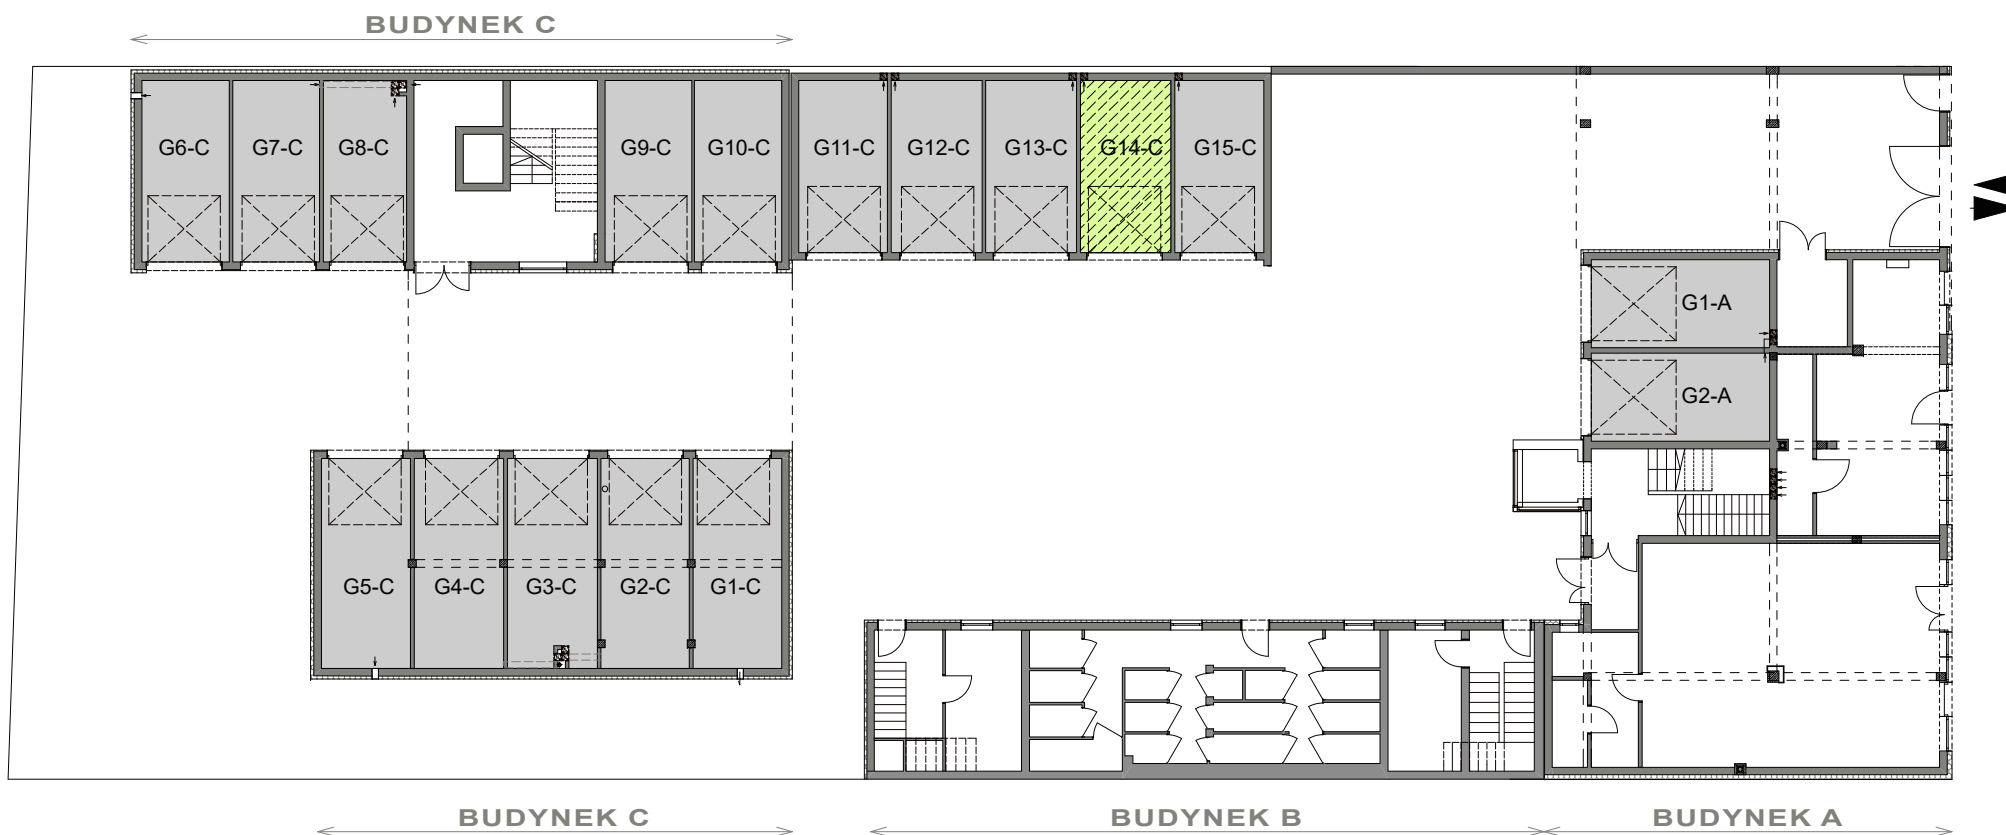 BUDYNEK C
G6-C G7-C G8-C G9-C G10-C G11-C G12-C G13-C G14-C G15-C
G1-A
G2-A
G5-C G4-C G3-C G2-C G1-C
BUDYNEK C BUDYNEK B BUDYNEK A